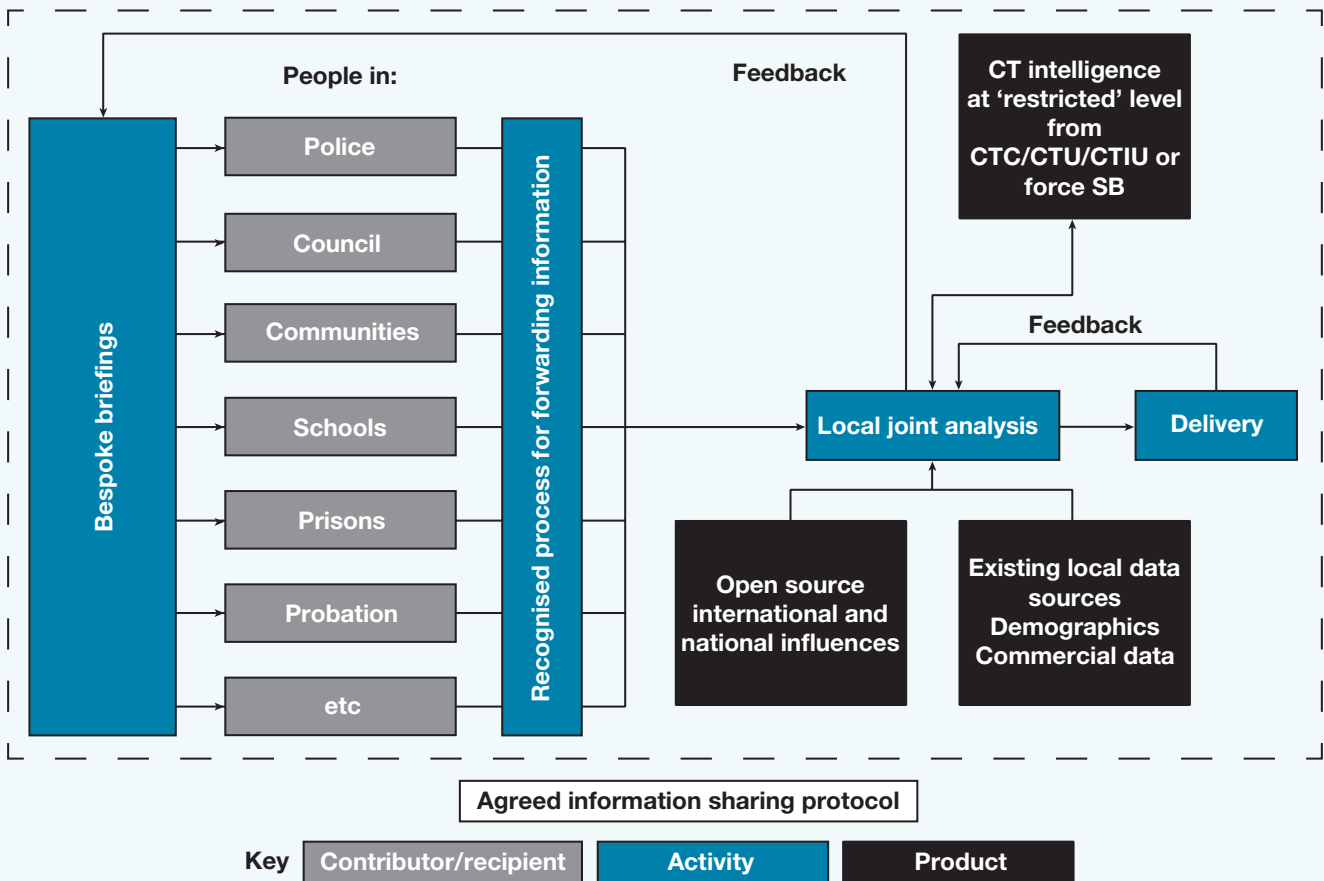 People in:
Feedback
CT intelligence
at ‘restricted’ level
from
CTC/CTU/CTIU or
force SB
Bespoke briefings
Police
Council
Communities
Schools
Prisons
Probation
etc
Recognised process for forwarding information
Feedback
Local joint analysis
Delivery
Open source
international and
national influences
Existing local data
sources
Demographics
Commercial data
Agreed information sharing protocol
Key
Contributor/recipient
Activity
Product